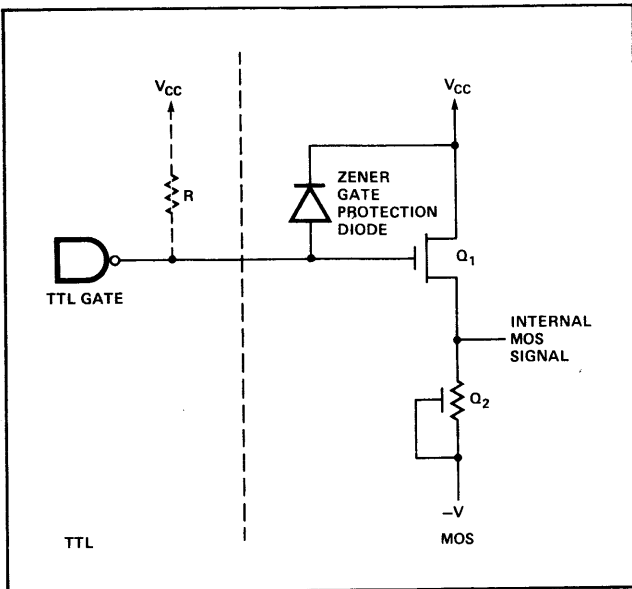 VCC
VCC
ZENER
GATE
PROTECTION
DIODE
R
Q1
TTL GATE
INTERNAL
MOS
SIGNAL
Q2
−V
TTL
MOS